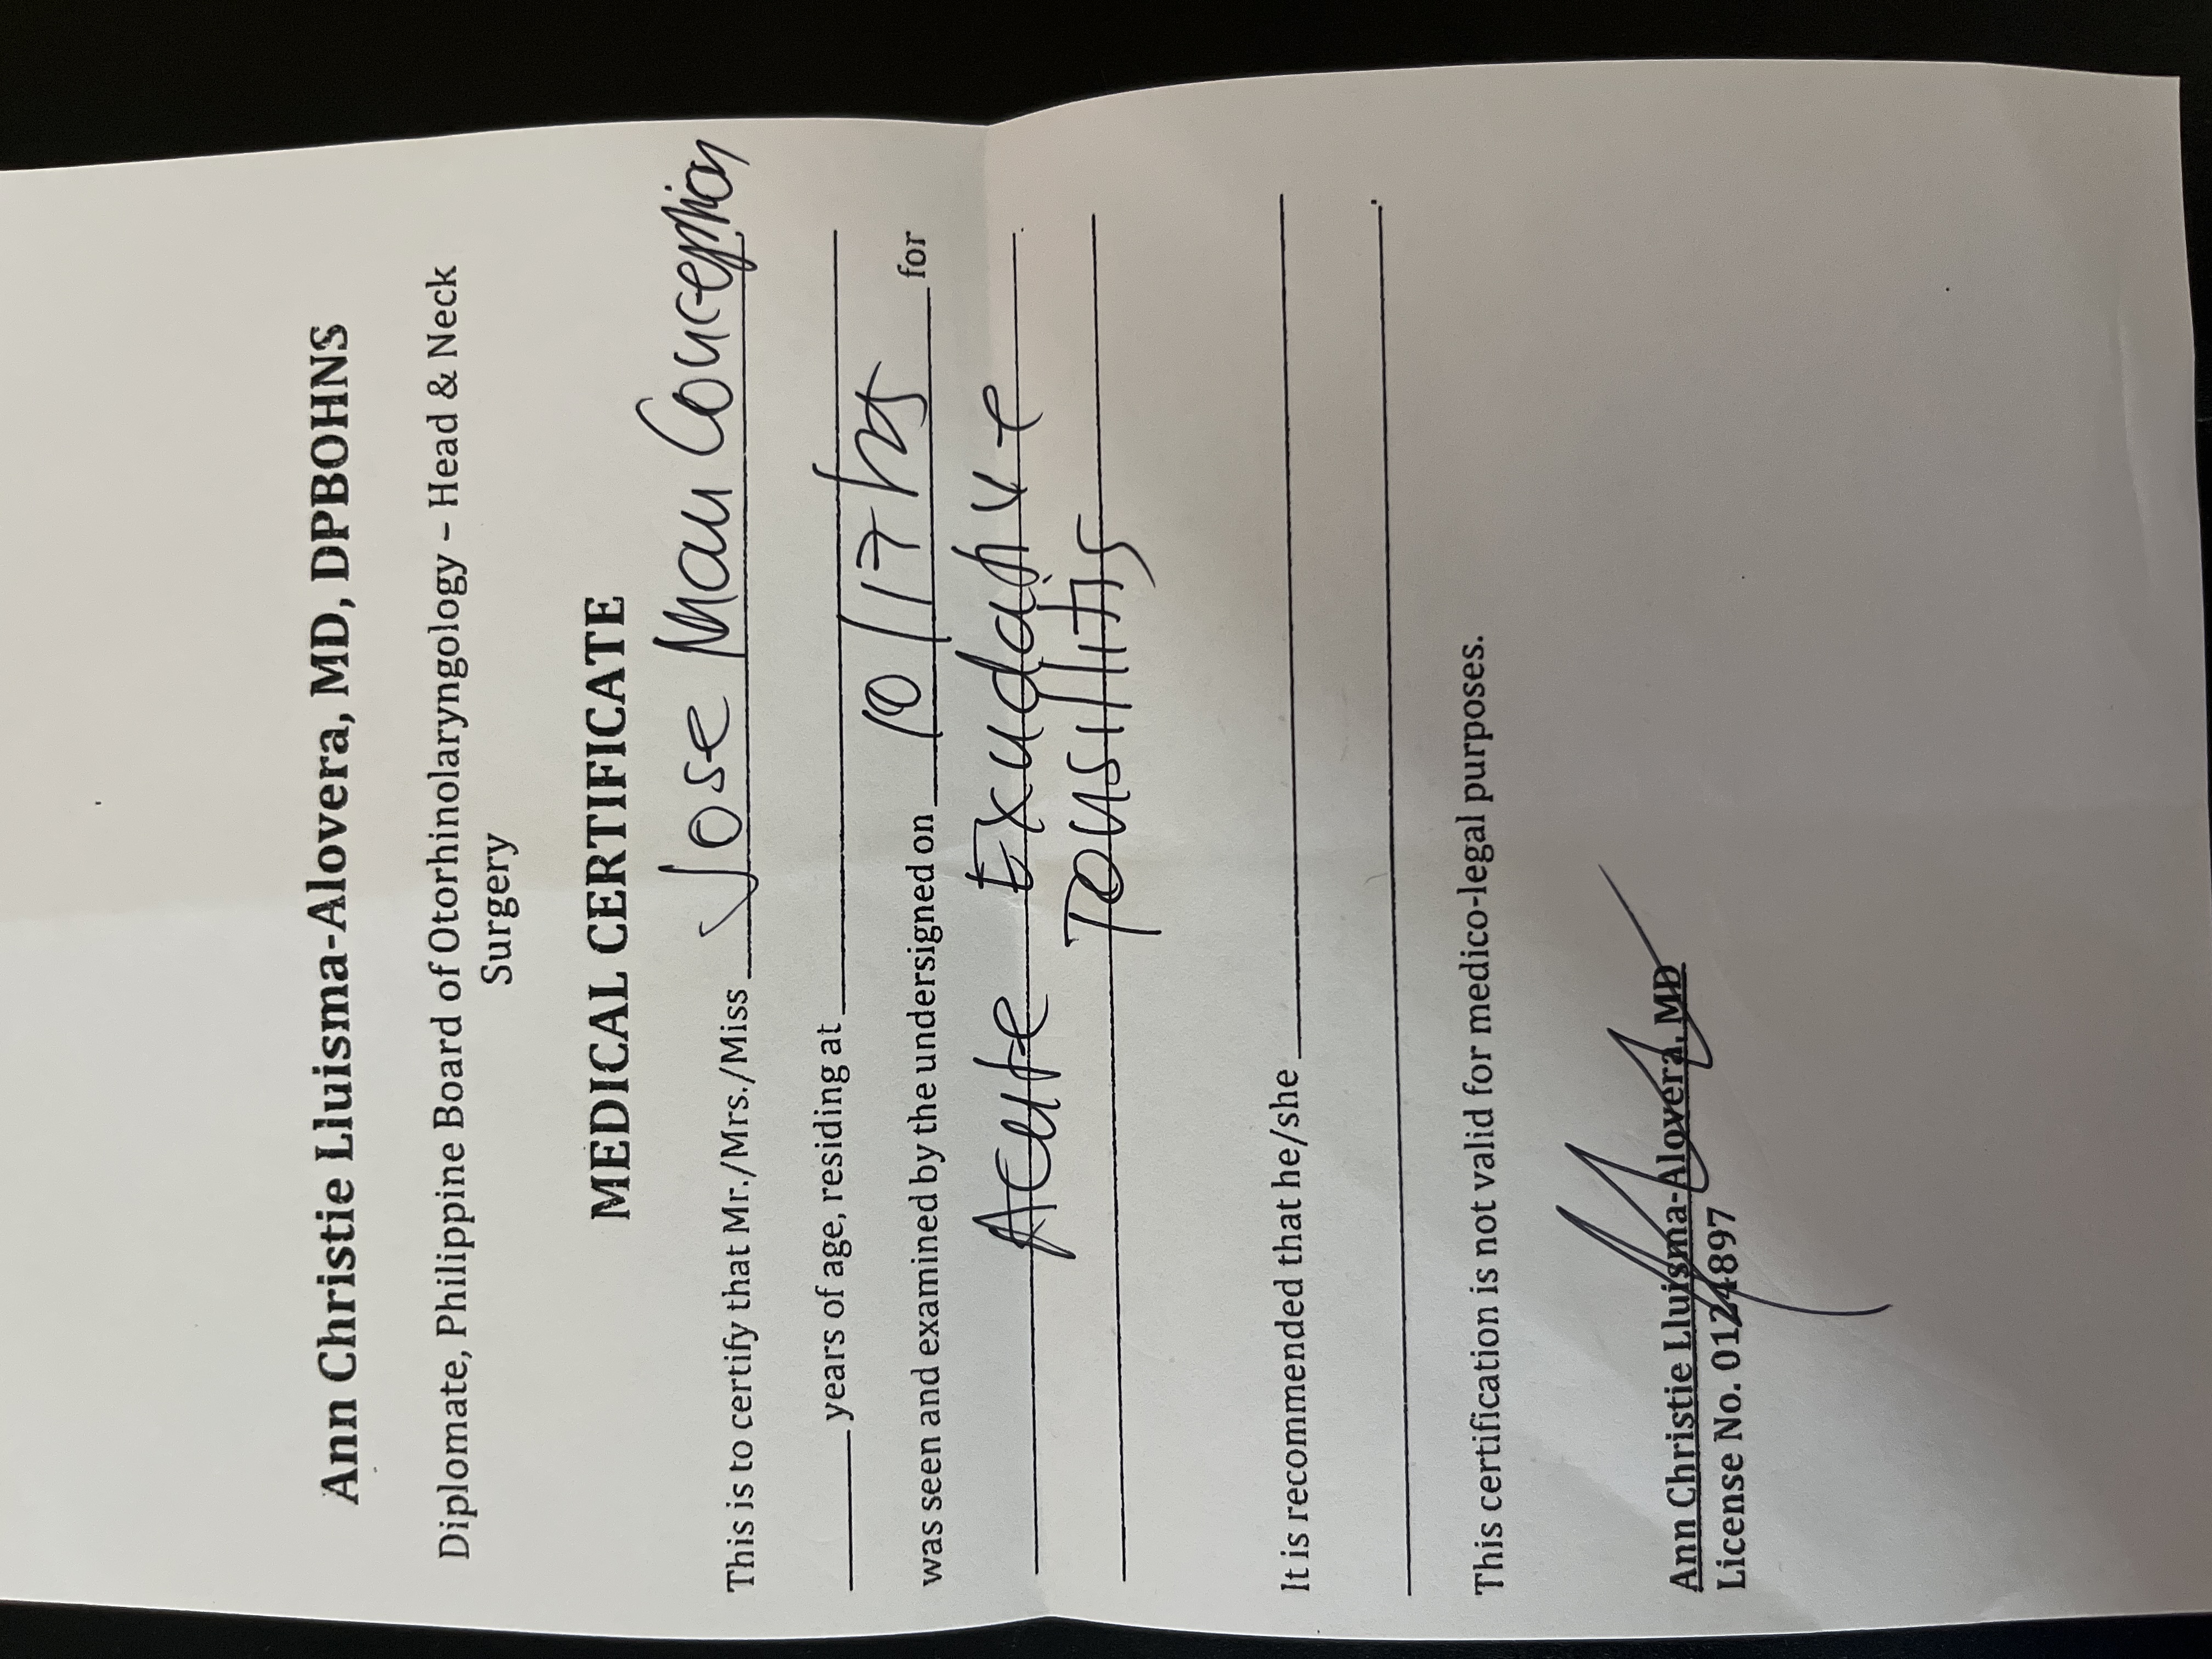 Ann Christie Lluisma-Alovera, MD, DPBOHNS
Diplomate, Philippine Board of Otorhinolaryngology – Head & Neck
Surgery
MEDICAL CERTIFICATE
This is to certify that Mr./Mrs./Miss Jose Mari Concepcion
years of age, residing at
was seen and examined by the undersigned on 10/17/25 for
Acute Exudative
Tonsillitis
It is recommended that he/she
.
This certification is not valid for medico-legal purposes.
Ann Christie Lluisma-Alovera, MD
License No. 0124897